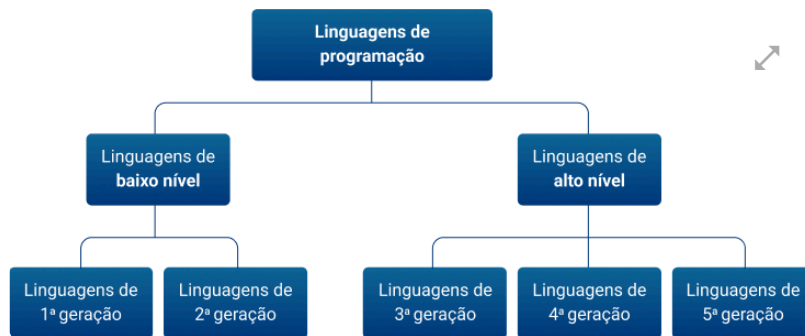 Linguagens de
programação
Linguagens de
baixo nível
Linguagens de
alto nível
Linguagens de
1ª geração
Linguagens de
2ª geração
Linguagens de
3ª geração
Linguagens de
4ª geração
Linguagens de
5ª geração